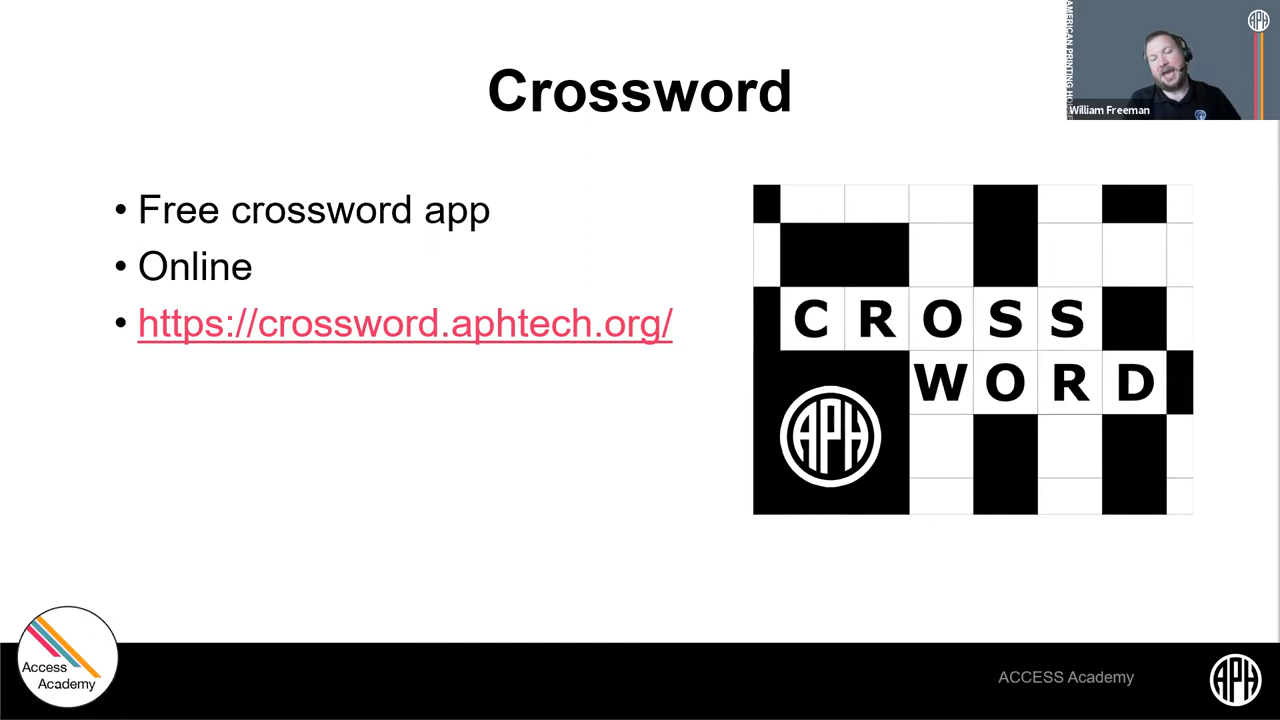 Crossword
AMERICAN PRINTING HOUSE
APH
William Freeman
• Free crossword app
• Online
• https://crossword.aphtech.org/
CROSS
WORD
APH
Access
Academy
ACCESS Academy
APH